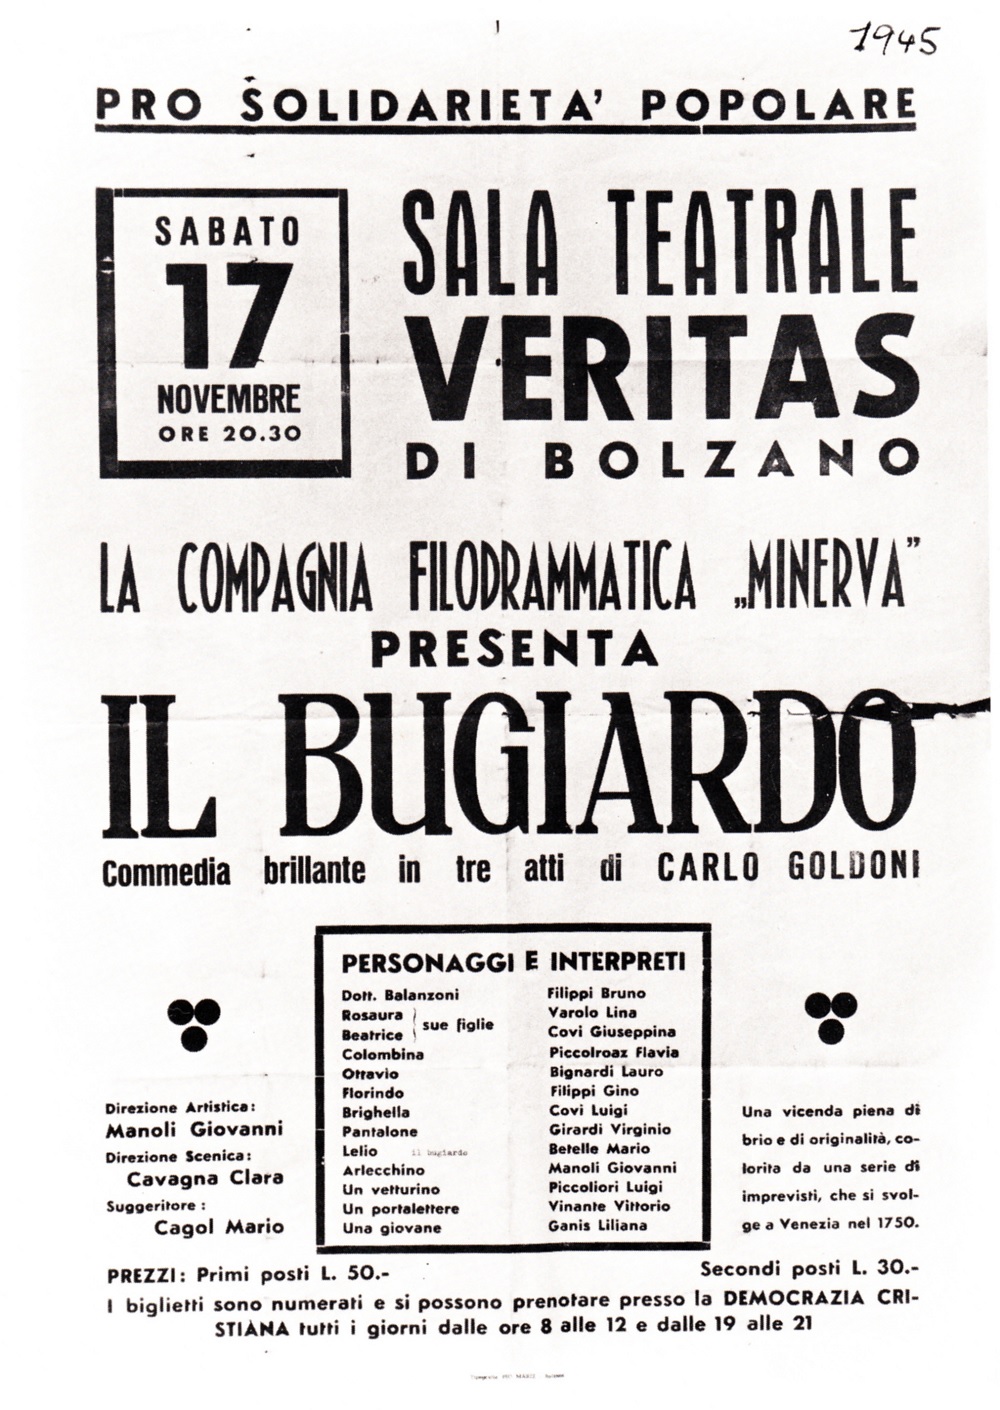 1945
PRO SOLIDARIETA' POPOLARE
SABATO
17
NOVEMBRE
ORE 20.30
SALA TEATRALE
VERITAS
DI BOLZANO
LA COMPAGNIA FILODRAMMATICA „MINERVA”
PRESENTA
IL BUGIARDO
Commedia brillante in tre atti di CARLO GOLDONI
PERSONAGGI E INTERPRETI
Dott. Balanzoni Filippi Bruno
Rosaura Varolo Lina
sue figlie
Beatrice Covi Giuseppina
Colombina Piccolroaz Flavia
Ottavio Bignardi Lauro
Florindo Filippi Gino
Brighella Covi Luigi
Pantalone Girardi Virginio
Lelio il bugiardo Betelle Mario
Arlecchino Manoli Giovanni
Un vetturino Piccoliori Luigi
Un portalettere Vinante Vittorio
Una giovane Ganis Liliana
Direzione Artistica:
Manoli Giovanni
Direzione Scenica:
Cavagna Clara
Suggeritore :
Cagol Mario
Una vicenda piena di
brio e di originalità, co-
lorita da una serie di
imprevisti, che si svol-
ge a Venezia nel 1750.
PREZZI: Primi posti L. 50.- Secondi posti L. 30.-
I biglietti sono numerati e si possono prenotare presso la DEMOCRAZIA CRI-
STIANA tutti i giorni dalle ore 8 alle 12 e dalle 19 alle 21